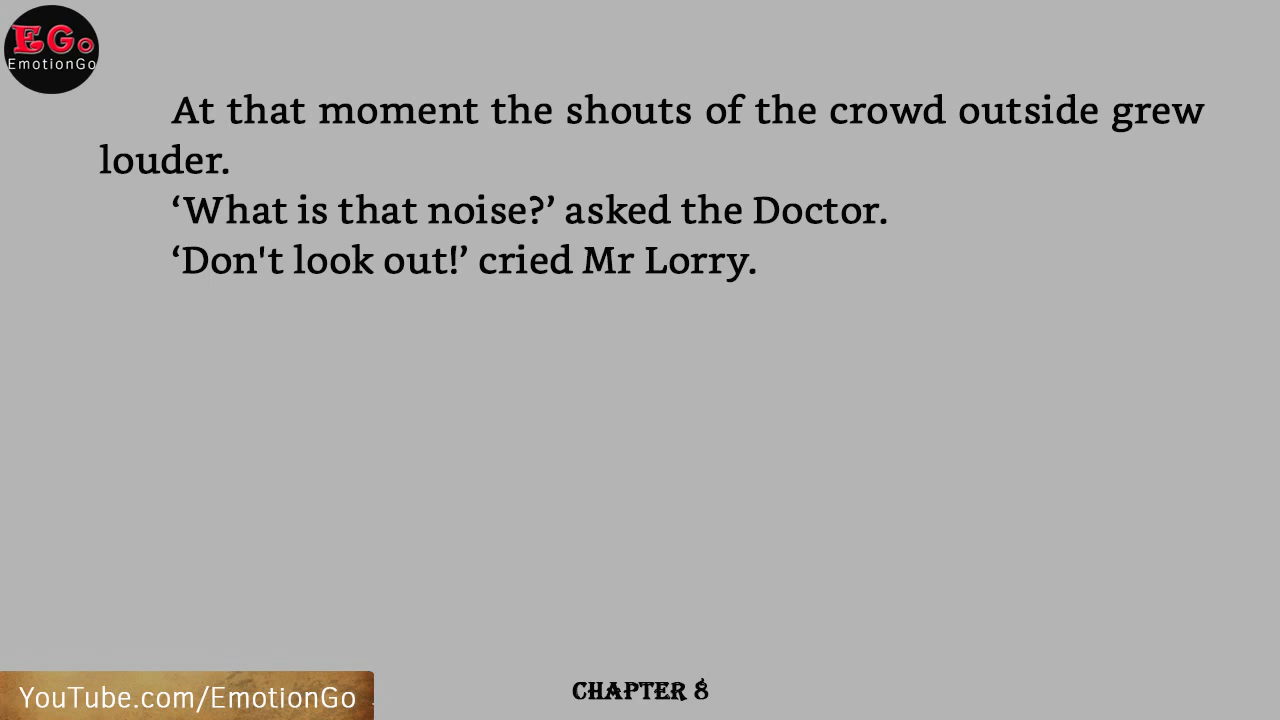 EGo
EmotionGo
At that moment the shouts of the crowd outside grew
louder.
‘What is that noise?’ asked the Doctor.
‘Don't look out!’ cried Mr Lorry.
YouTube.com/EmotionGo
CHAPTER 8